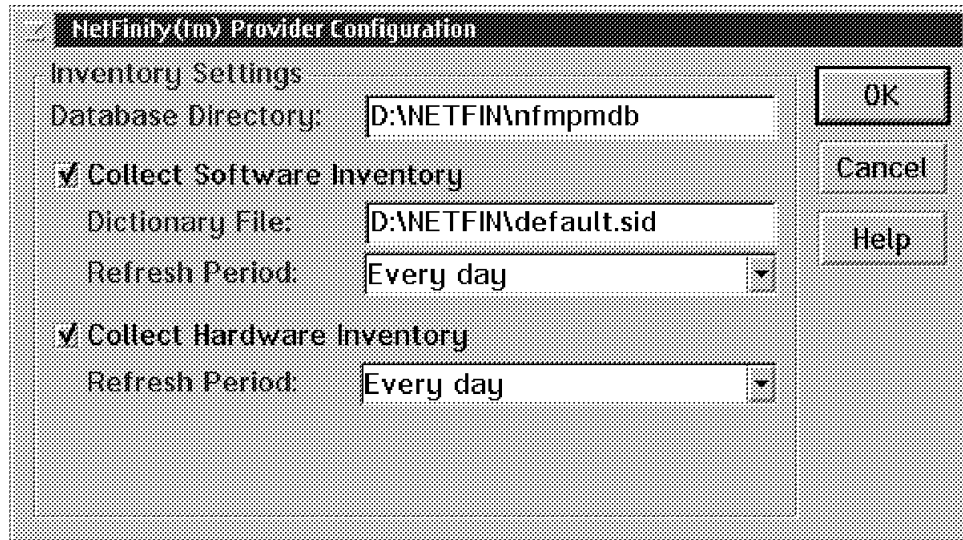 NetFinity(tm) Provider Configuration
Inventory Settings
Database Directory: D:\NETFIN\nfmpmdb
Collect Software Inventory
Dictionary File: D:\NETFIN\default.sid
Refresh Period: Every day
Collect Hardware Inventory
Refresh Period: Every day
OK
Cancel
Help